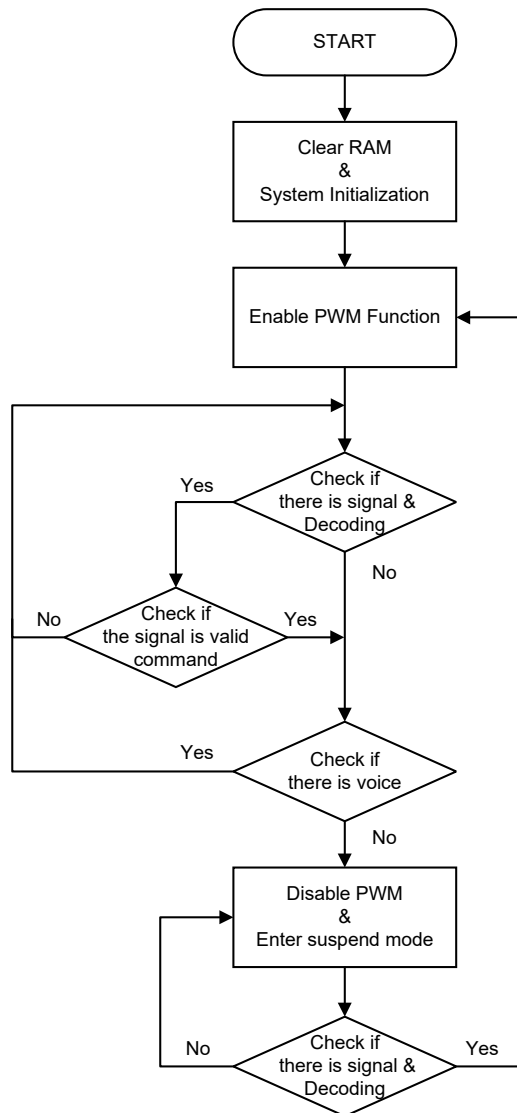 START
Clear RAM
&
System Initialization
Enable PWM Function
Check if
there is signal &
Decoding
Yes
No
Check if
the signal is valid
command
No
Yes
Check if
there is voice
Yes
No
Disable PWM
&
Enter suspend mode
Check if
there is signal &
Decoding
No
Yes